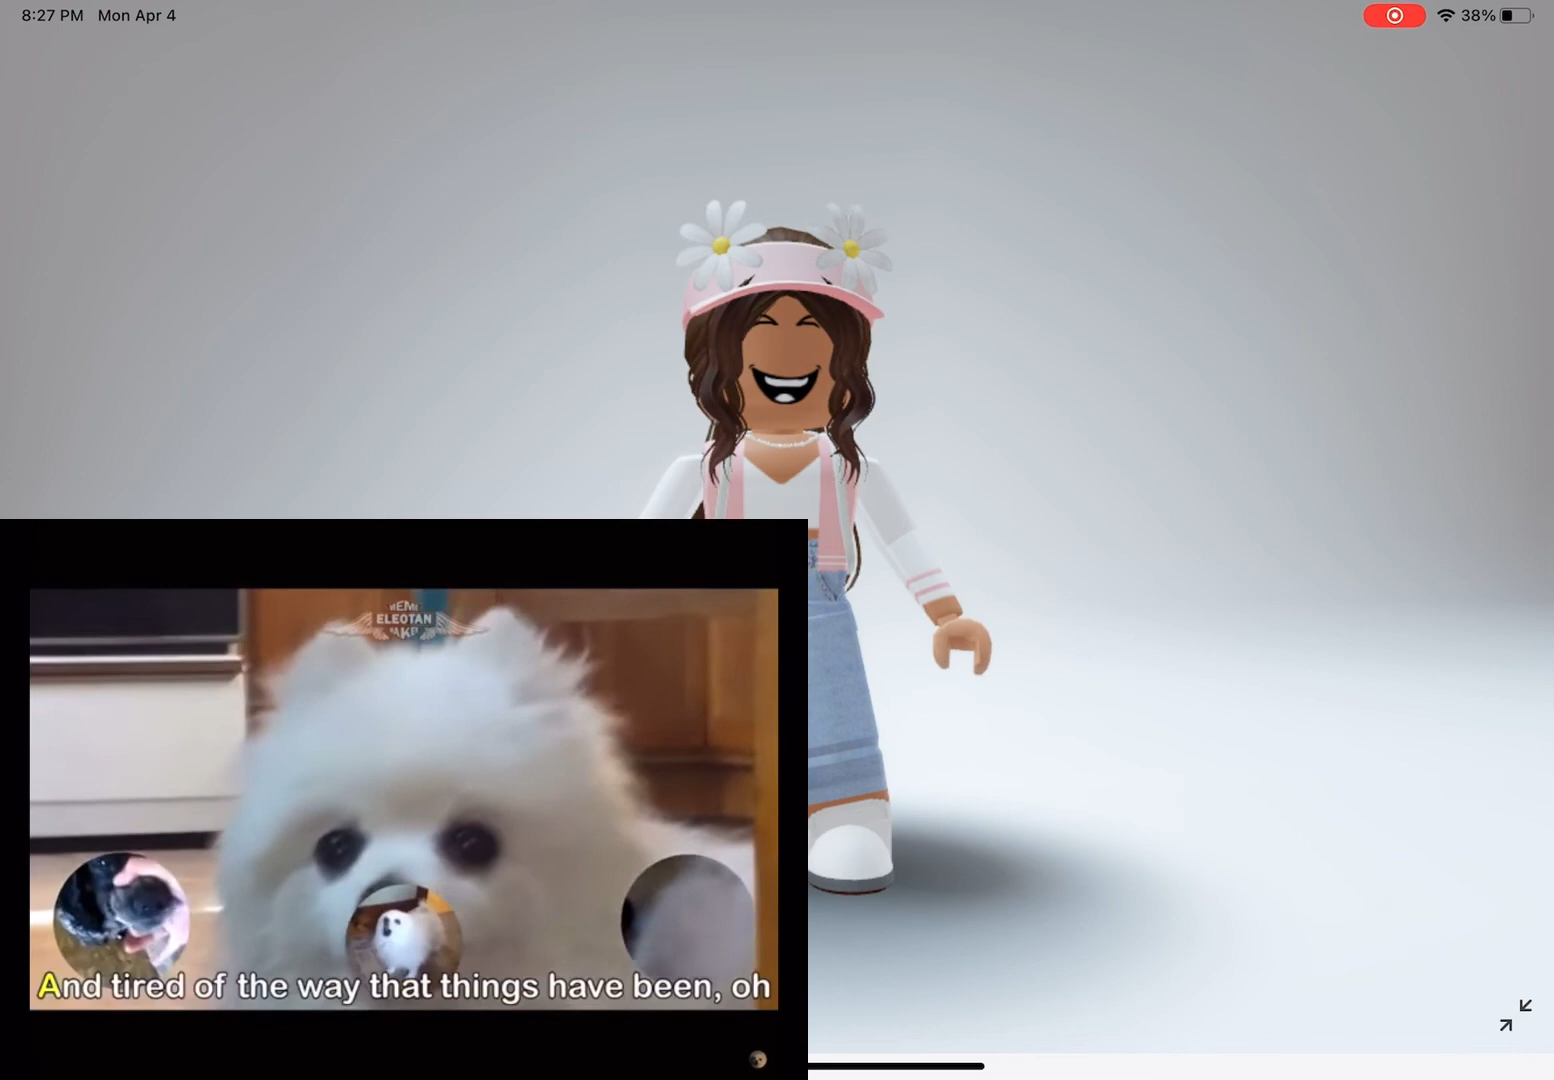 8:27 PM Mon Apr 4
38%
ELEOTAN
And tired of the way that things have been, oh